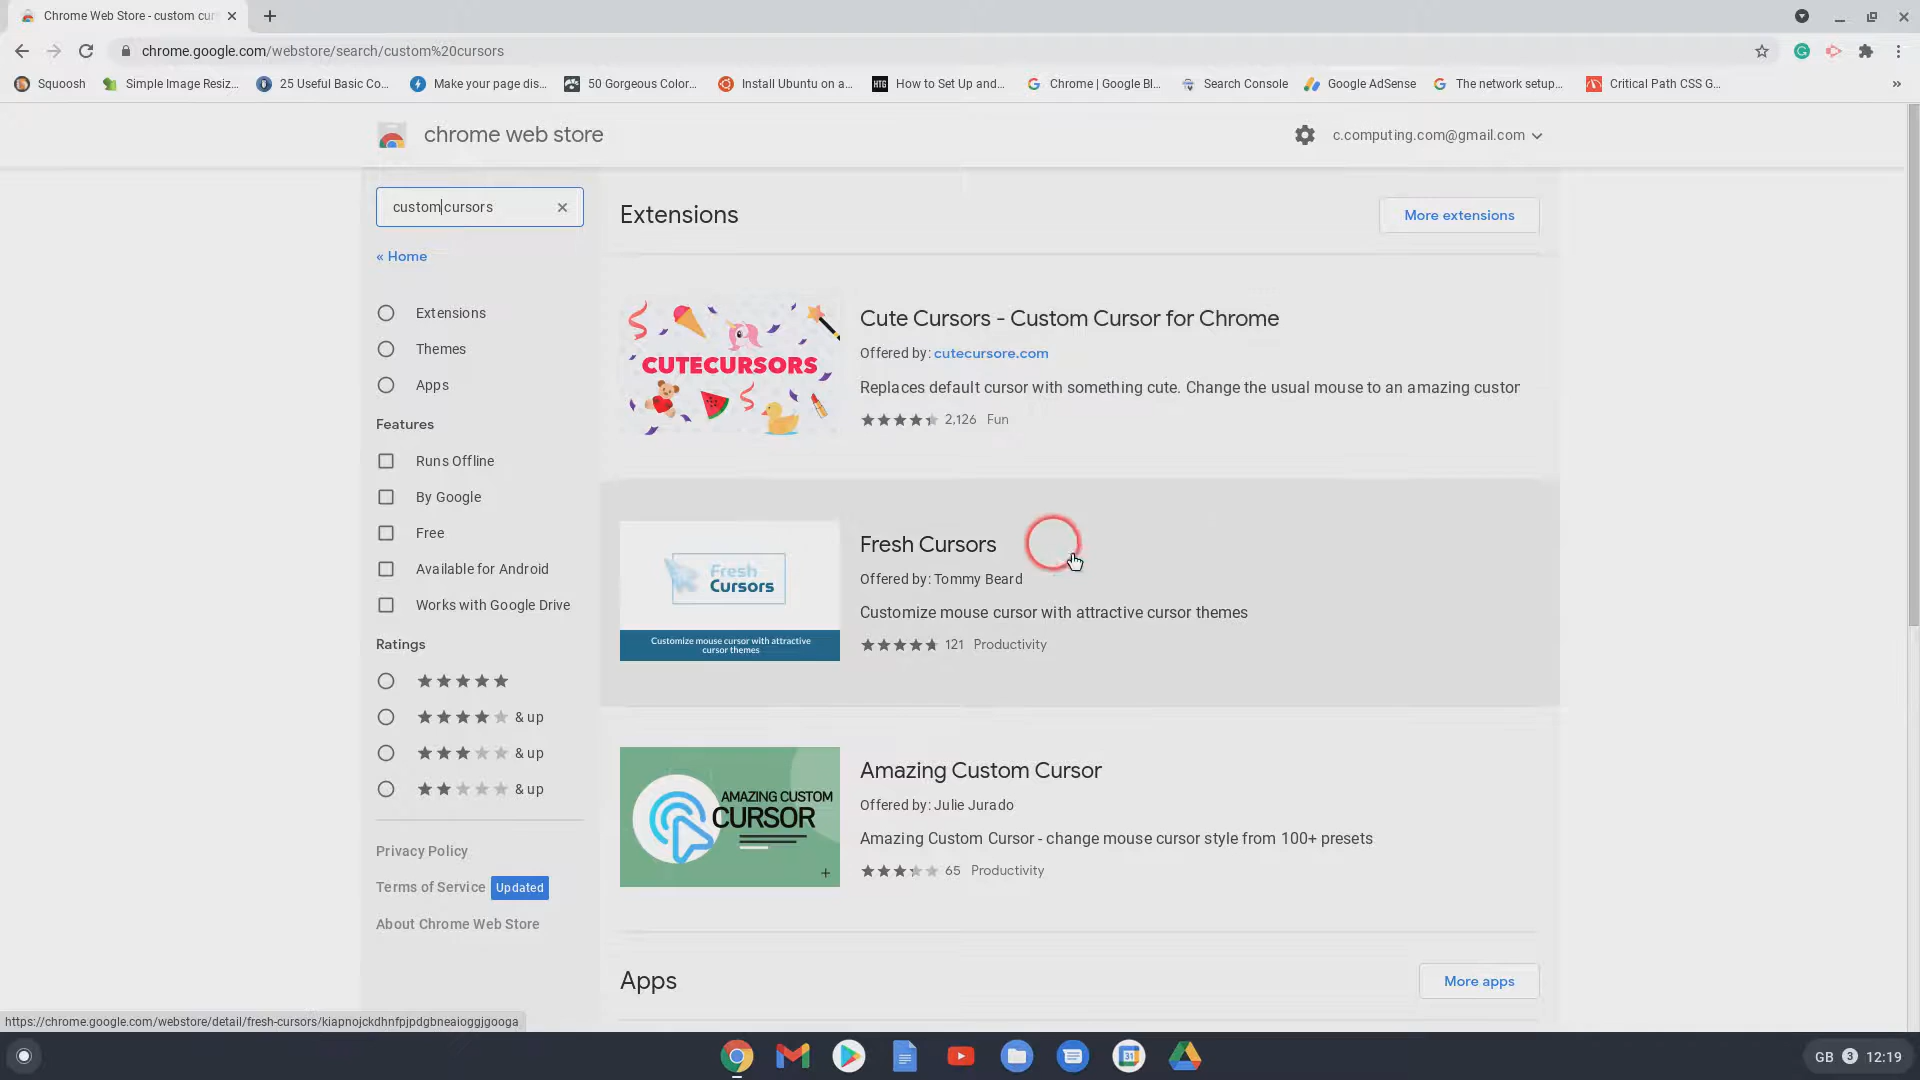 Chrome Web Store - custom cur
chrome.google.com/webstore/search/custom%20cursors
Squoosh
Simple Image Resiz...
25 Useful Basic Co...
Make your page dis...
50 Gorgeous Color...
Install Ubuntu on a...
HTG
How to Set Up and...
Chrome | Google Bl...
Search Console
Google AdSense
The network setup...
Critical Path CSS G...
»
chrome web store
c.computing.com@gmail.com
custom cursors
« Home
Extensions
Themes
Apps
Features
Runs Offline
By Google
Free
Available for Android
Works with Google Drive
Ratings
& up
& up
& up
Privacy Policy
Terms of Service Updated
About Chrome Web Store
Extensions
More extensions
CUTECURSORS
Cute Cursors - Custom Cursor for Chrome
Offered by: cutecursore.com
Replaces default cursor with something cute. Change the usual mouse to an amazing custor
2,126 Fun
Fresh
Cursors
Customize mouse cursor with attractive
cursor themes
Fresh Cursors
Offered by: Tommy Beard
Customize mouse cursor with attractive cursor themes
121 Productivity
AMAZING CUSTOM
CURSOR
Amazing Custom Cursor
Offered by: Julie Jurado
Amazing Custom Cursor - change mouse cursor style from 100+ presets
65 Productivity
Apps
More apps
https://chrome.google.com/webstore/detail/fresh-cursors/kiapnojckdhnfpjpdgbneaioggjgooga
31
GB 3 12:19